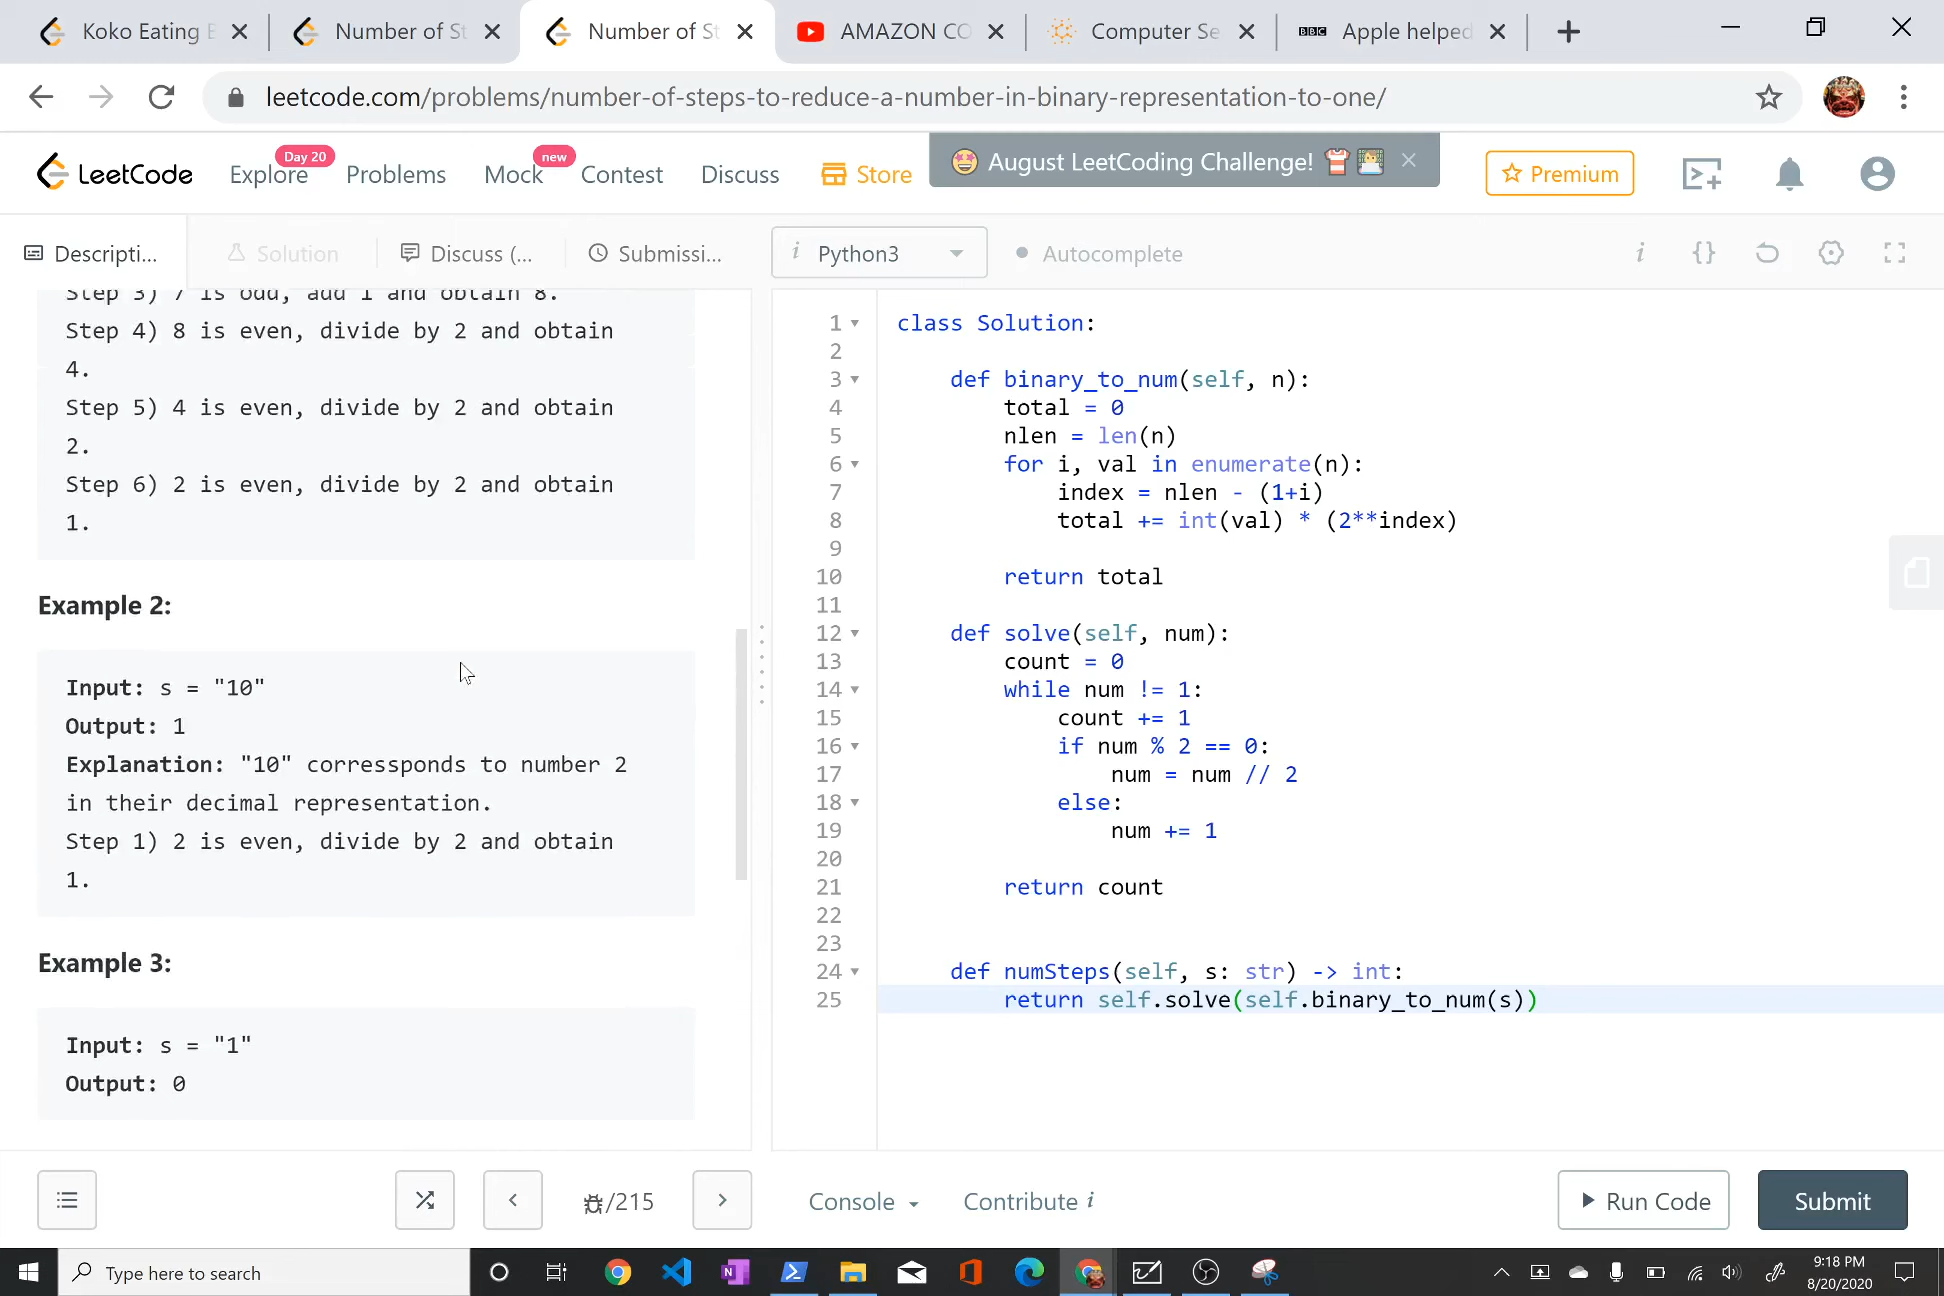 Koko Eating B
Number of St
Number of St
AMAZON CO
BBC
Computer Se
Apple helped
leetcode.com/problems/number-of-steps-to-reduce-a-number-in-binary-representation-to-one/
LeetCode
Explore
Day 20
Problems
Mock
new
Contest
Discuss
Store
August LeetCoding Challenge!
Premium
Descripti...
Solution
Discuss (...
Submissi...
i Python3
Autocomplete
i
{}
Step 3) 7 is odd, add 1 and obtain 8.
Step 4) 8 is even, divide by 2 and obtain
4.
Step 5) 4 is even, divide by 2 and obtain
2.
Step 6) 2 is even, divide by 2 and obtain
1.
Example 2:
Input: s = "10"
Output: 1
Explanation: "10" corressponds to number 2
in their decimal representation.
Step 1) 2 is even, divide by 2 and obtain
1.
Example 3:
Input: s = "1"
Output: 0
1 class Solution:
2
3 def binary_to_num(self, n):
4 total = 0
5 nlen = len(n)
6 for i, val in enumerate(n):
7 index = nlen - (1+i)
8 total += int(val) * (2**index)
9
10 return total
11
12 def solve(self, num):
13 count = 0
14 while num != 1:
15 count += 1
16 if num % 2 == 0:
17 num = num // 2
18 else:
19 num += 1
20
21 return count
22
23
24 def numSteps(self, s: str) -> int:
25 return self.solve(self.binary_to_num(s))
/215
Console
Contribute i
Run Code
Submit
Type here to search
9:18 PM
8/20/2020